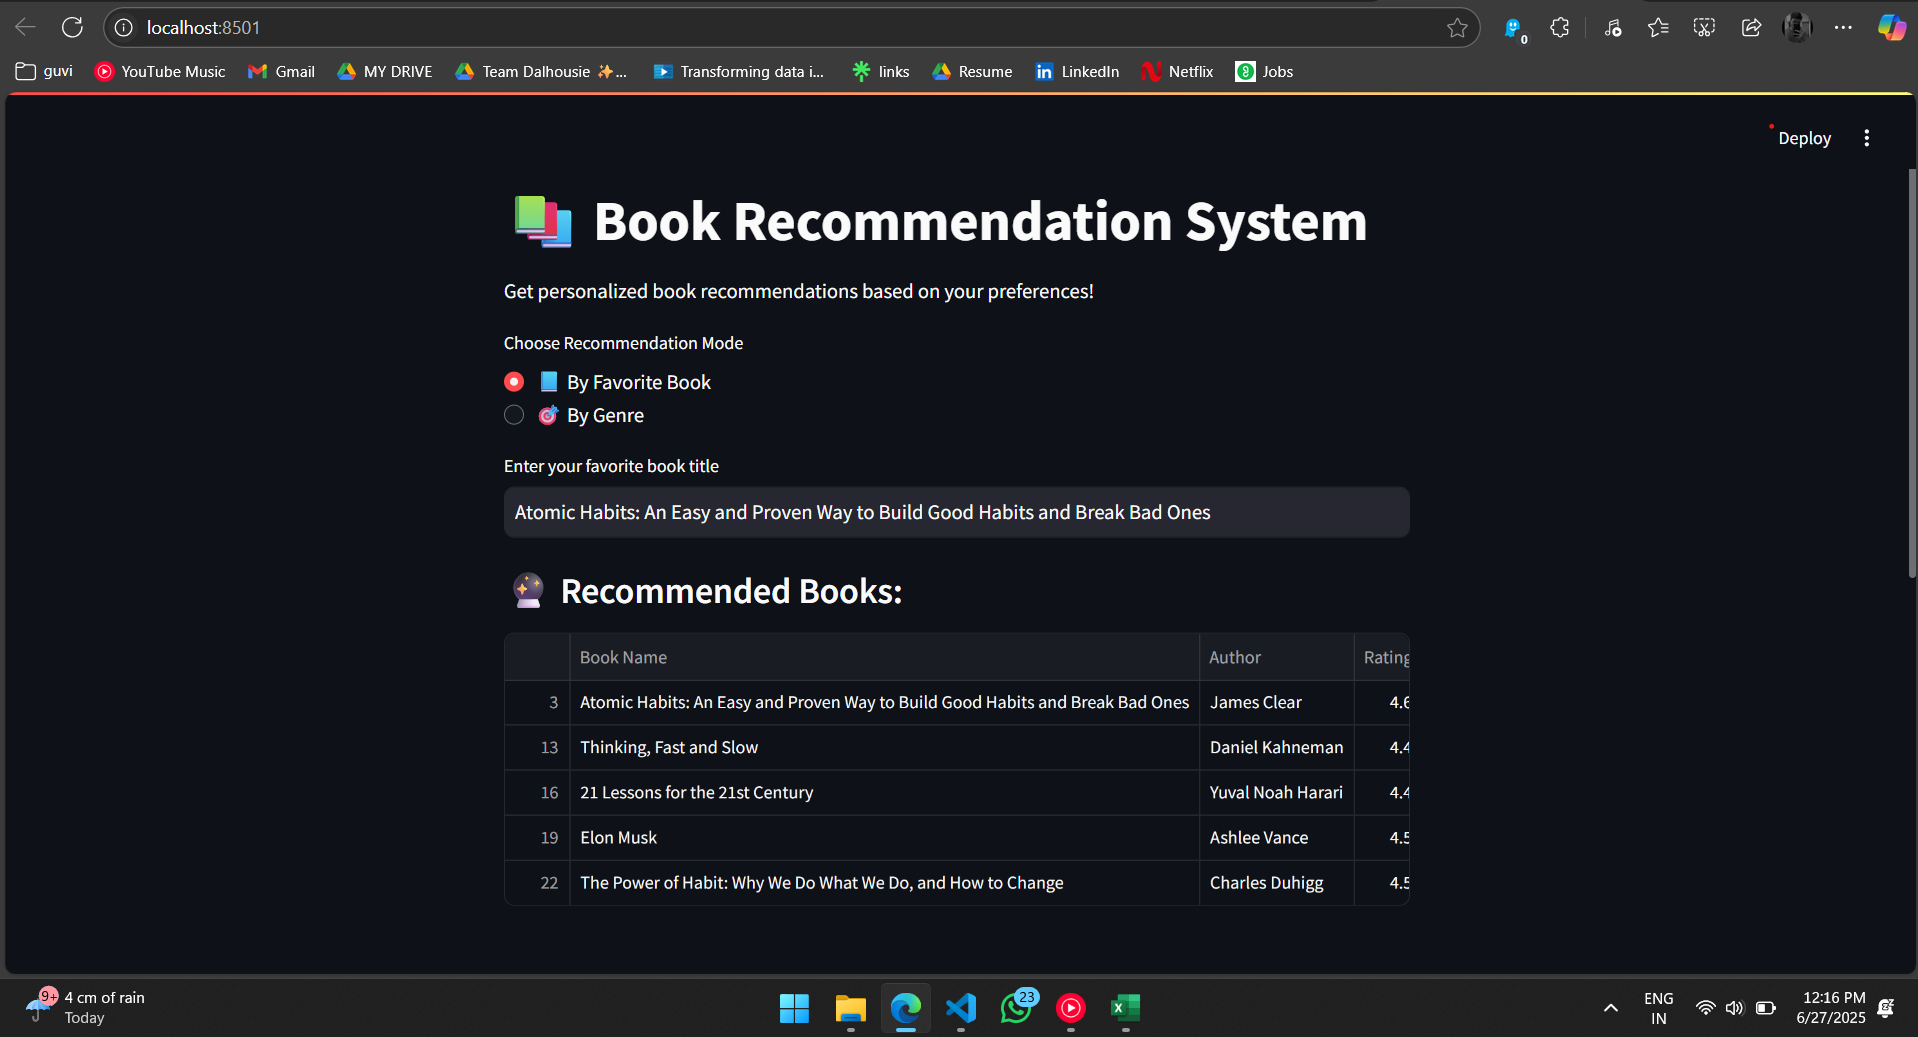 localhost:8501
0
guvi
YouTube Music
Gmail
MY DRIVE
Team Dalhousie ✨...
Transforming data i...
links
Resume
LinkedIn
Netflix
Jobs
Deploy
📚 Book Recommendation System
Get personalized book recommendations based on your preferences!
Choose Recommendation Mode
📘 By Favorite Book
🎯 By Genre
Enter your favorite book title
Atomic Habits: An Easy and Proven Way to Build Good Habits and Break Bad Ones
🔮 Recommended Books:
Book Name Author Rating
3 Atomic Habits: An Easy and Proven Way to Build Good Habits and Break Bad Ones James Clear 4.6
13 Thinking, Fast and Slow Daniel Kahneman 4.4
16 21 Lessons for the 21st Century Yuval Noah Harari 4.4
19 Elon Musk Ashlee Vance 4.5
22 The Power of Habit: Why We Do What We Do, and How to Change Charles Duhigg 4.5
9+
4 cm of rain
Today
23
ENG
IN
12:16 PM
6/27/2025